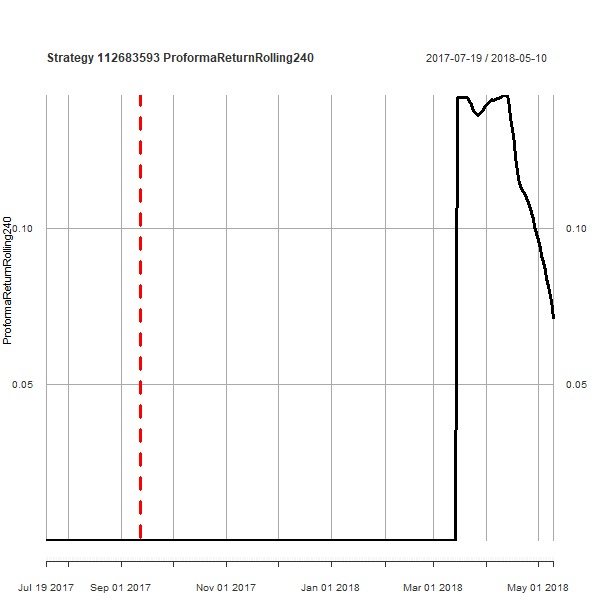 Strategy 112683593 ProformaReturnRolling240
2017-07-19 / 2018-05-10
ProformaReturnRolling240
0.10
0.10
0.05
0.05
Jul 19 2017
Sep 01 2017
Nov 01 2017
Jan 01 2018
Mar 01 2018
May 01 2018